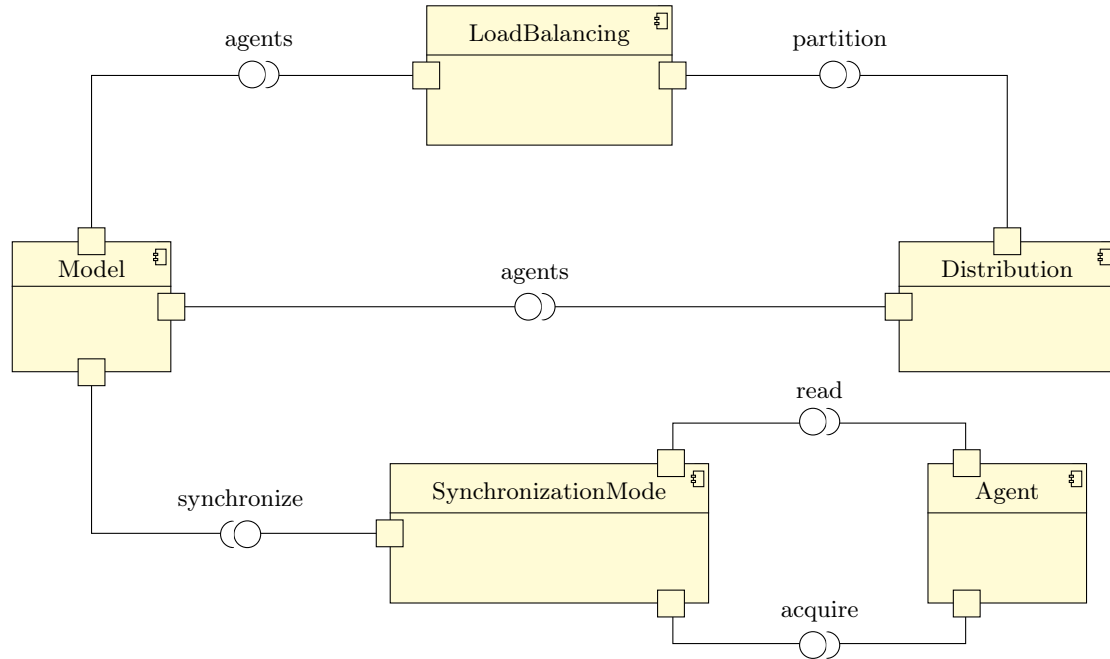 LoadBalancing
agents
partition
Model
agents
Distribution
read
synchronize
SynchronizationMode
Agent
acquire